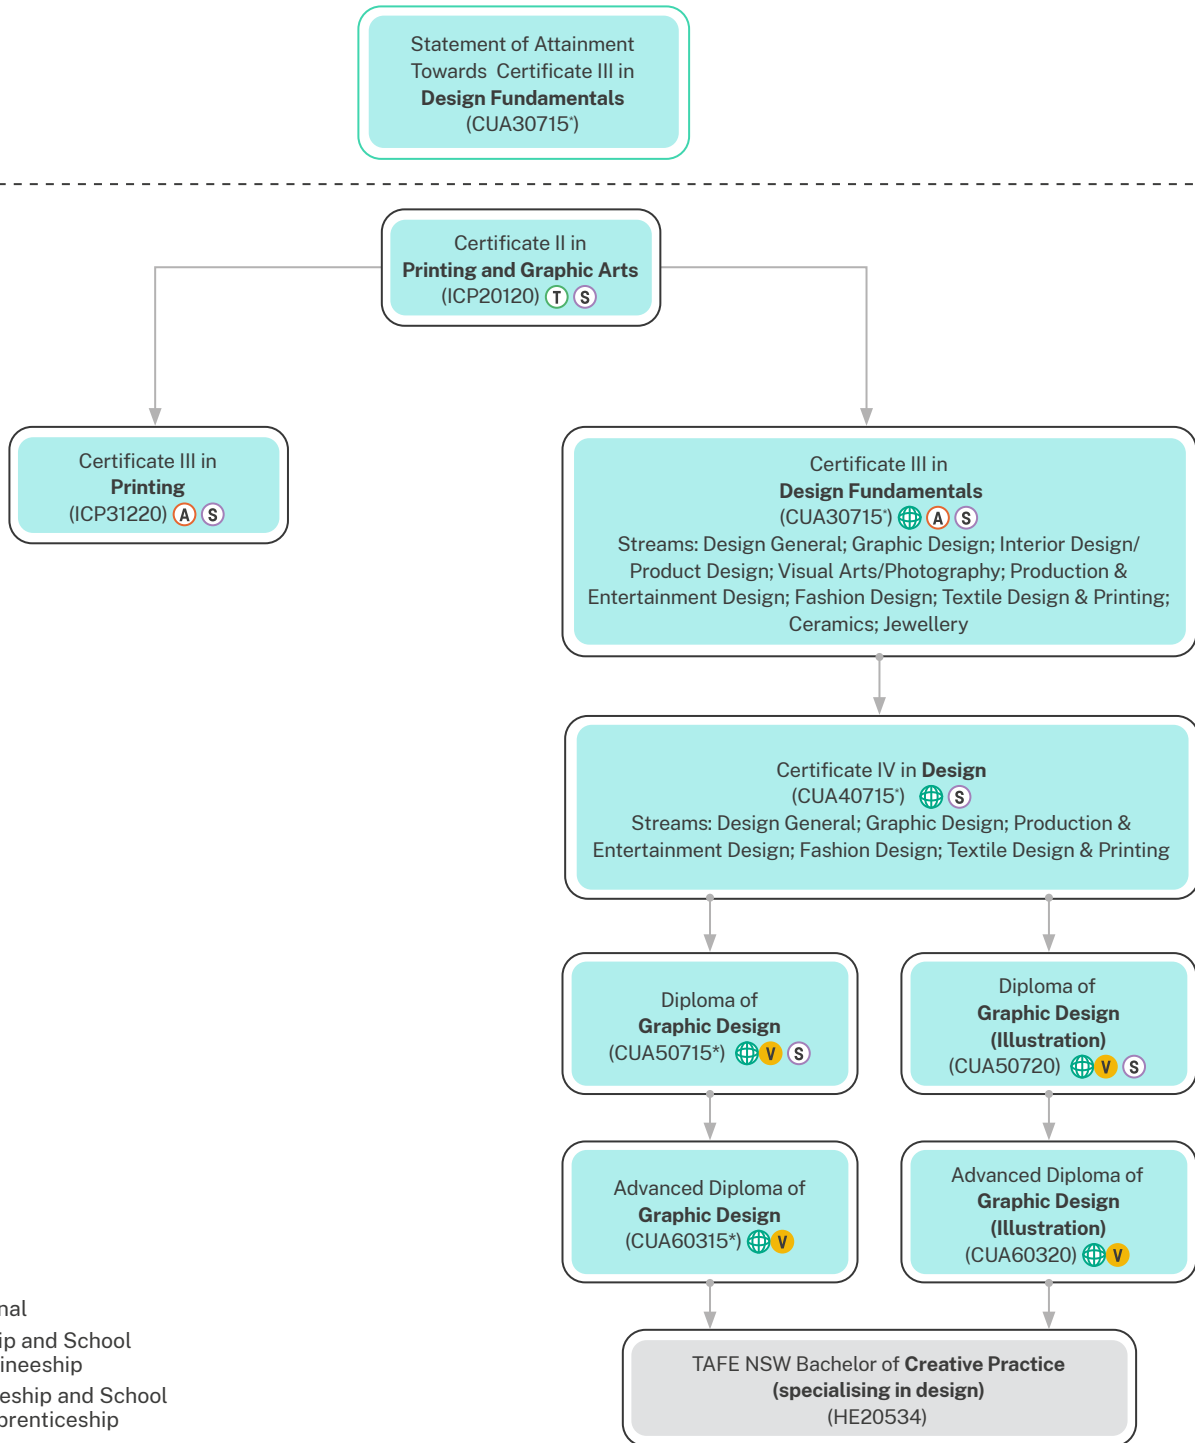 Statement of Attainment
Towards Certificate III in
Design Fundamentals
(CUA30715*)
Certificate II in
Printing and Graphic Arts
(ICP20120) T S
Certificate III in
Printing
(ICP31220) A S
Certificate III in
Design Fundamentals
(CUA30715*) A S
Streams: Design General; Graphic Design; Interior Design/
Product Design; Visual Arts/Photography; Production &
Entertainment Design; Fashion Design; Textile Design & Printing;
Ceramics; Jewellery
Certificate IV in Design
(CUA40715*) S
Streams: Design General; Graphic Design; Production &
Entertainment Design; Fashion Design; Textile Design & Printing
Diploma of
Graphic Design
(CUA50715*) V S
Diploma of
Graphic Design
(Illustration)
(CUA50720) V S
Advanced Diploma of
Graphic Design
(CUA60315*) V
Advanced Diploma of
Graphic Design
(Illustration)
(CUA60320) V
TAFE NSW Bachelor of Creative Practice
(specialising in design)
(HE20534)
nal
ip and School
ineeship
eship and School
prenticeship